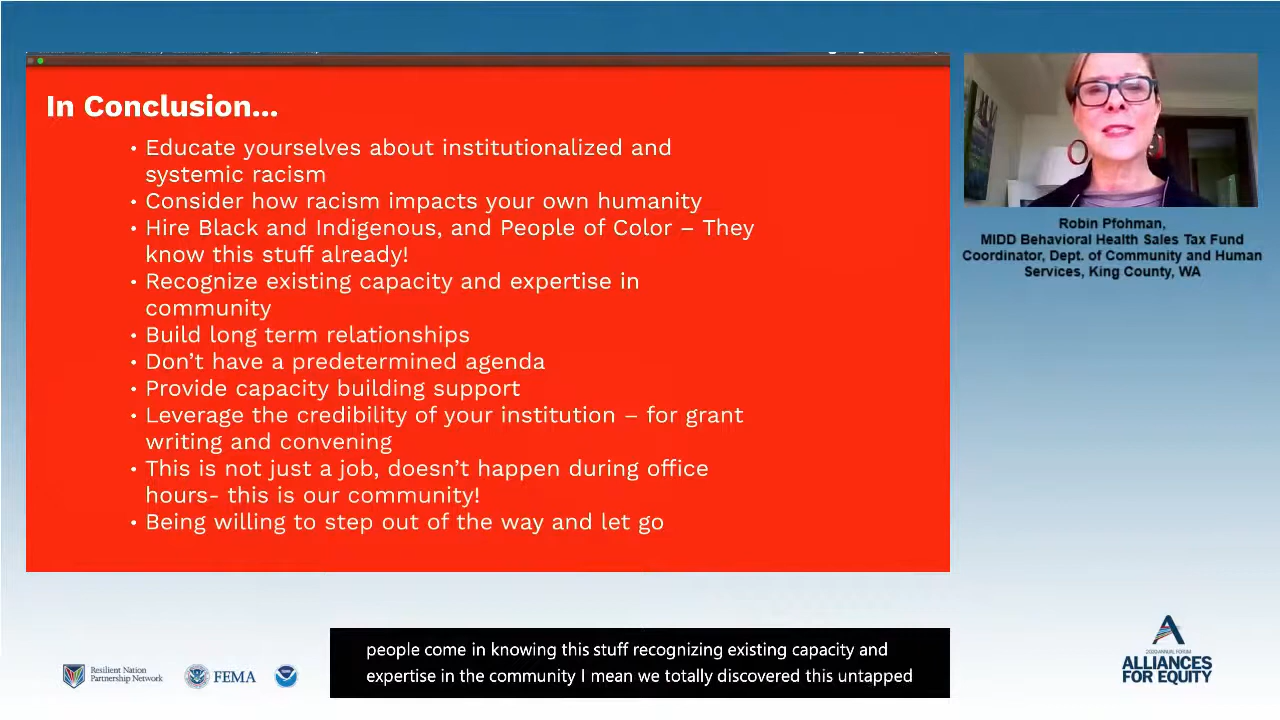 In Conclusion...
• Educate yourselves about institutionalized and
systemic racism
• Consider how racism impacts your own humanity
• Hire Black and Indigenous, and People of Color – They
know this stuff already!
• Recognize existing capacity and expertise in
community
• Build long term relationships
• Don't have a predetermined agenda
• Provide capacity building support
• Leverage the credibility of your institution – for grant
writing and convening
• This is not just a job, doesn't happen during office
hours- this is our community!
• Being willing to step out of the way and let go
Robin Pfohman,
MIDD Behavioral Health Sales Tax Fund
Coordinator, Dept. of Community and Human
Services, King County, WA
people come in knowing this stuff recognizing existing capacity and
expertise in the community I mean we totally discovered this untapped
Resilient Nation
Partnership Network
FEMA
ALLIANCES
FOR EQUITY